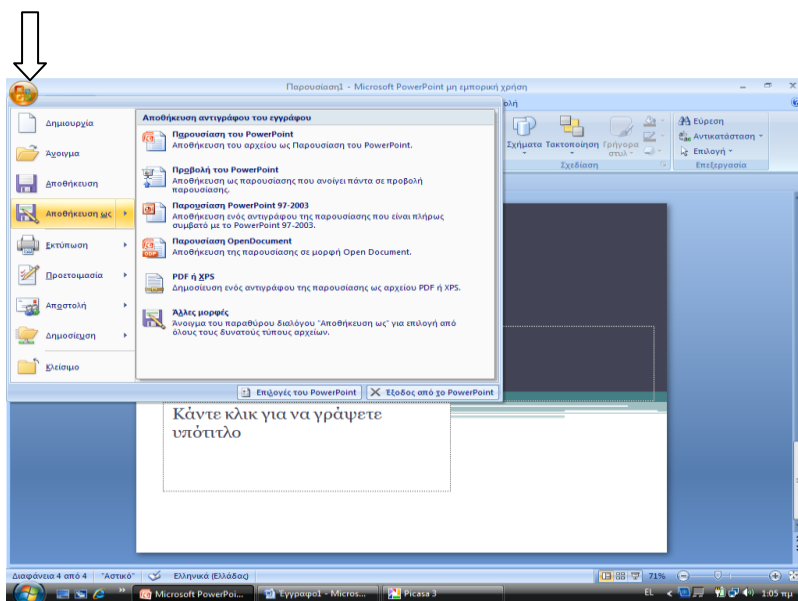 Παρουσίαση1 - Microsoft PowerPoint μη εμπορική χρήση
ολή
Δημιουργία
Άνοιγμα
Αποθήκευση
Αποθήκευση ως
Εκτύπωση
Προετοιμασία
Αποστολή
Δημοσίευση
Κλείσιμο
Αποθήκευση αντιγράφου του εγγράφου
Παρουσίαση του PowerPoint
Αποθήκευση του αρχείου ως Παρουσίαση του PowerPoint.
Προβολή του PowerPoint
Αποθήκευση ως παρουσίασης που ανοίγει πάντα σε προβολή
παρουσίασης.
Παρουσίαση PowerPoint 97-2003
Αποθήκευση ενός αντιγράφου της παρουσίασης που είναι πλήρως
συμβατό με το PowerPoint 97-2003.
Παρουσίαση OpenDocument
Αποθήκευση της παρουσίασης σε μορφή Open Document.
PDF ή XPS
Δημοσίευση ενός αντιγράφου της παρουσίασης ως αρχείου PDF ή XPS.
Άλλες μορφές
Άνοιγμα του παραθύρου διαλόγου "Αποθήκευση ως" για επιλογή από
όλους τους δυνατούς τύπους αρχείων.
Επιλογές του PowerPoint
Έξοδος από το PowerPoint
Σχήματα Τακτοποίηση Γρήγορα
στυλ
Σχεδίαση
Εύρεση
Αντικατάσταση
Επιλογή
Επεξεργασία
Κάντε κλικ για να γράψετε
υπότιτλο
Διαφάνεια 4 από 4 "Αστικό" Ελληνικά (Ελλάδας) 71%
Microsoft PowerPoi... Έγγραφο1 - Micros... Picasa 3 EL 1:05 πμ